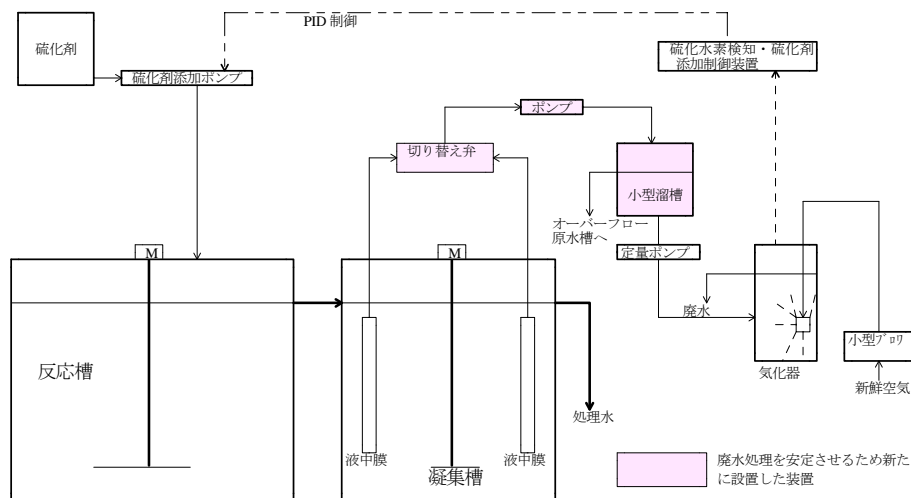 PID 制御
硫化剤
硫化水素検知・硫化剤
添加制御装置
硫化剤添加ポンプ
ポンプ
切り替え弁
小型溜槽
オーバーフロー
原水槽へ
定量ポンプ
M
M
廃水
小型ﾌﾞﾛﾜ
反応槽
気化器
新鮮空気
処理水
液中膜
液中膜
凝集槽
廃水処理を安定させるため新た
に設置した装置